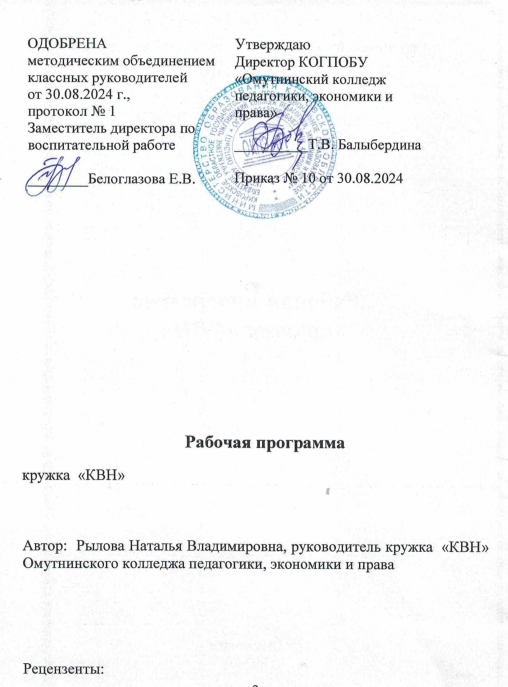 ОДОБРЕНА
методическим объединением
классных руководителей
от 30.08.2024 г.,
протокол № 1
Заместитель директора по
воспитательной работе
Белоглазова Е.В.
Утверждаю
Директор КОГПОБУ
«Омутнинский колледж
педагогики, экономики и
права»
Т.В. Балыбердина
Приказ № 10 от 30.08.2024
Рабочая программа
кружка «КВН»
Автор: Рылова Наталья Владимировна, руководитель кружка «КВН»
Омутнинского колледжа педагогики, экономики и права
Рецензенты: